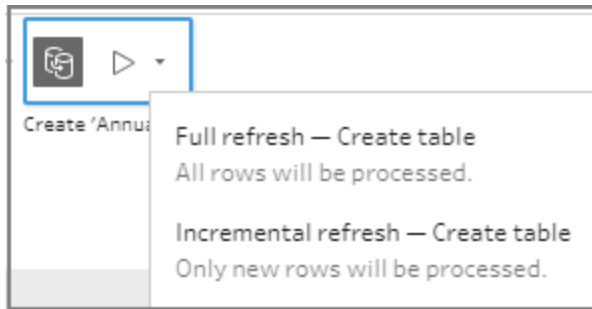 Create 'Annua
Full refresh — Create table
All rows will be processed.
Incremental refresh — Create table
Only new rows will be processed.